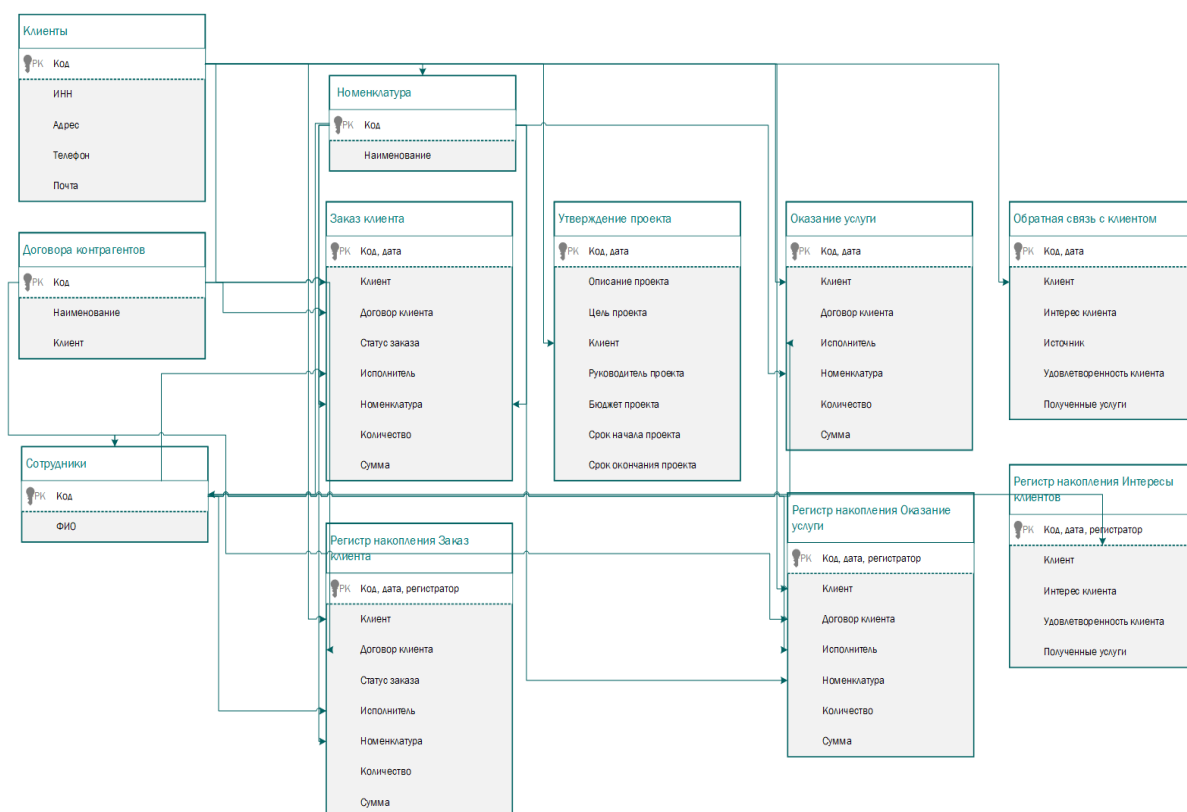 Клиенты
PK Код
ИНН
Адрес
Телефон
Почта
Номенклатура
PK Код
Наименование
Договора контрагентов
PK Код
Наименование
Клиент
Заказ клиента
PK Код, дата
Клиент
Договор клиента
Статус заказа
Исполнитель
Номенклатура
Количество
Сумма
Утверждение проекта
PK Код, дата
Описание проекта
Цель проекта
Клиент
Руководитель проекта
Бюджет проекта
Срок начала проекта
Срок окончания проекта
Оказание услуги
PK Код, дата
Клиент
Договор клиента
Исполнитель
Номенклатура
Количество
Сумма
Обратная связь с клиентом
PK Код, дата
Клиент
Интерес клиента
Источник
Удовлетворенность клиента
Полученные услуги
Сотрудники
PK Код
ФИО
Регистр накопления Заказ
клиента
PK Код, дата, регистратор
Клиент
Договор клиента
Статус заказа
Исполнитель
Номенклатура
Количество
Сумма
Регистр накопления Оказание
услуги
PK Код, дата, регистратор
Клиент
Договор клиента
Исполнитель
Номенклатура
Количество
Сумма
Регистр накопления Интересы
клиентов
PK Код, дата, регистратор
Клиент
Интерес клиента
Удовлетворенность клиента
Полученные услуги